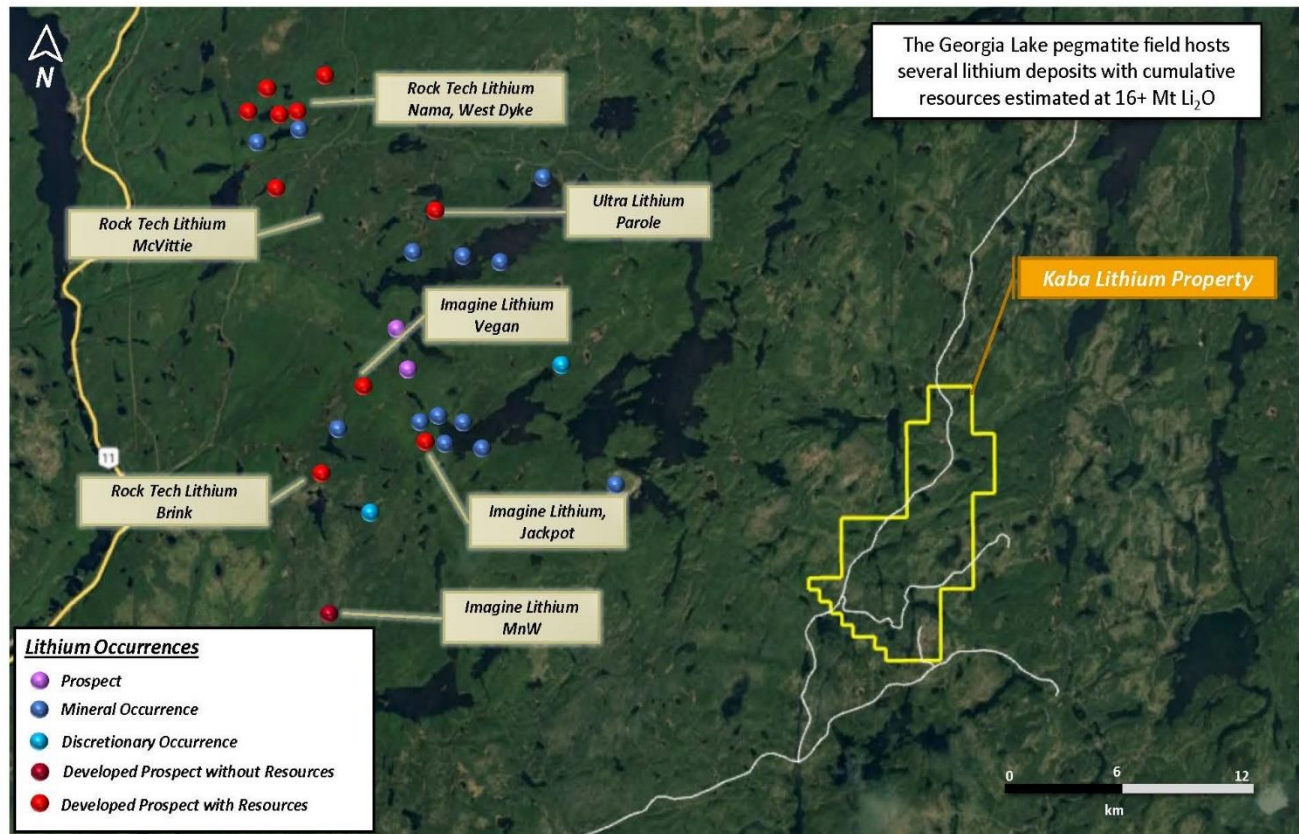 N
The Georgia Lake pegmatite field hosts
several lithium deposits with cumulative
resources estimated at 16+ Mt Li₂O
Rock Tech Lithium
Nama, West Dyke
Ultra Lithium
Parole
Rock Tech Lithium
McVittie
Kaba Lithium Property
Imagine Lithium
Vegan
11
Rock Tech Lithium
Brink
Imagine Lithium,
Jackpot
Imagine Lithium
MnW
Lithium Occurrences
Prospect
Mineral Occurrence
Discretionary Occurrence
Developed Prospect without Resources
Developed Prospect with Resources
0 6 12
km